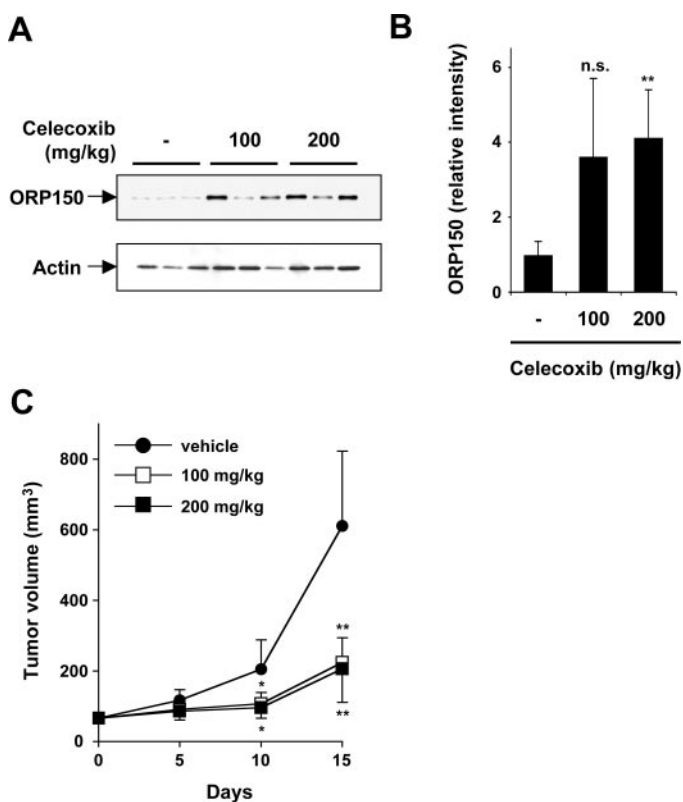 A
Celecoxib
(mg/kg)
- 100 200
ORP150
Actin
B
ORP150 (relative intensity)
6
4
2
0
n.s.
**
- 100 200
Celecoxib (mg/kg)
C
Tumor volume (mm³)
800
600
400
200
0
vehicle
100 mg/kg
200 mg/kg
*
*
**
**
0 5 10 15
Days